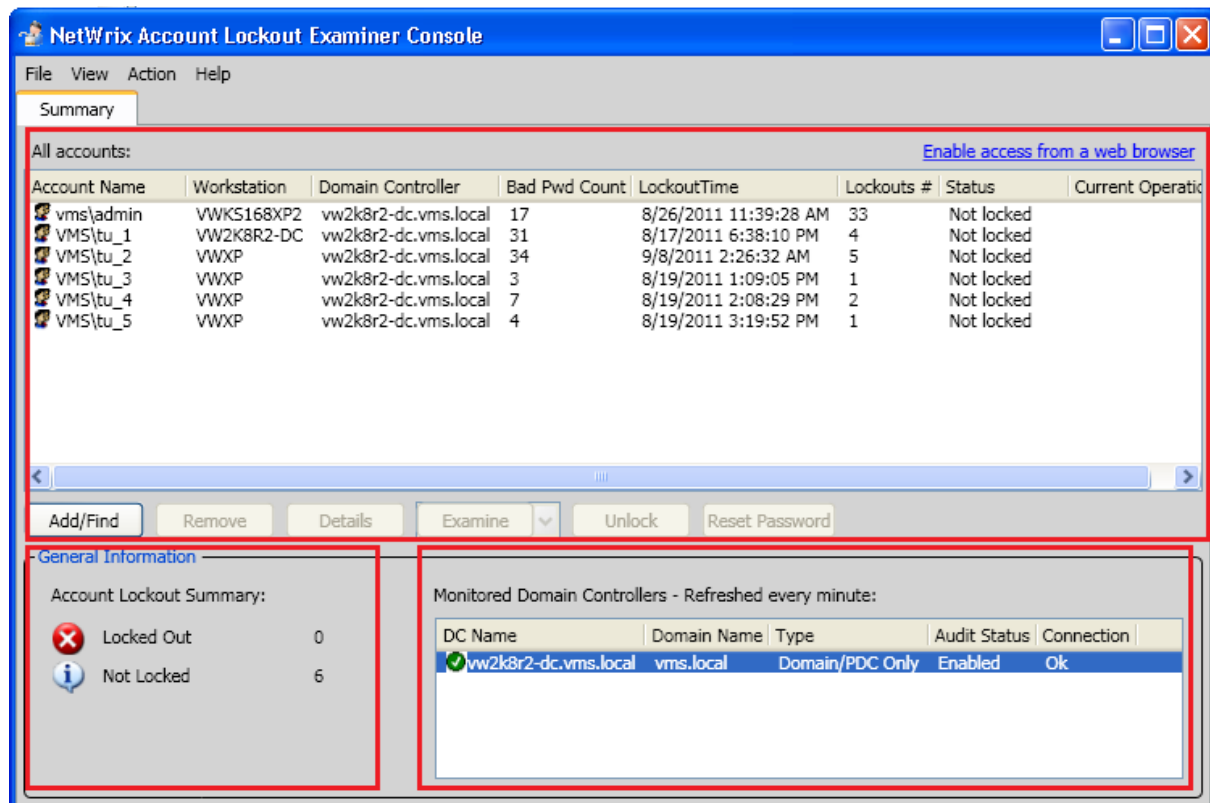 NetWrix Account Lockout Examiner Console
File View Action Help
Summary
All accounts: Enable access from a web browser
Account Name Workstation Domain Controller Bad Pwd Count LockoutTime Lockouts # Status Current Operatio
vms\admin VWKS168XP2 vw2k8r2-dc.vms.local 17 8/26/2011 11:39:28 AM 33 Not locked
VMS\tu_1 VW2K8R2-DC vw2k8r2-dc.vms.local 31 8/17/2011 6:38:10 PM 4 Not locked
VMS\tu_2 VWXP vw2k8r2-dc.vms.local 34 9/8/2011 2:26:32 AM 5 Not locked
VMS\tu_3 VWXP vw2k8r2-dc.vms.local 3 8/19/2011 1:09:05 PM 1 Not locked
VMS\tu_4 VWXP vw2k8r2-dc.vms.local 7 8/19/2011 2:08:29 PM 2 Not locked
VMS\tu_5 VWXP vw2k8r2-dc.vms.local 4 8/19/2011 3:19:52 PM 1 Not locked
Add/Find Remove Details Examine Unlock Reset Password
General Information
Account Lockout Summary:
Locked Out 0
Not Locked 6
Monitored Domain Controllers - Refreshed every minute:
DC Name Domain Name Type Audit Status Connection
vw2k8r2-dc.vms.local vms.local Domain/PDC Only Enabled Ok